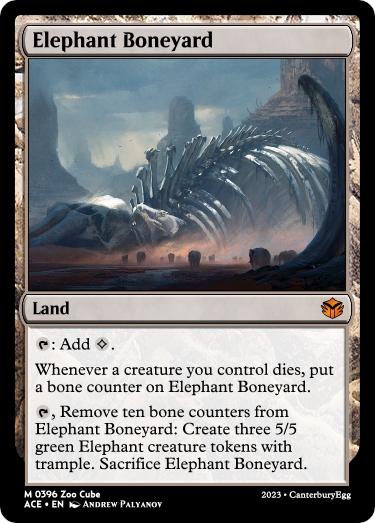 Elephant Boneyard
Land
: Add .
Whenever a creature you control dies, put
a bone counter on Elephant Boneyard.
, Remove ten bone counters from
Elephant Boneyard: Create three 5/5
green Elephant creature tokens with
trample. Sacrifice Elephant Boneyard.
M 0396 Zoo Cube
ACE • EN Andrew Palyanov
2023 • CanterburyEgg